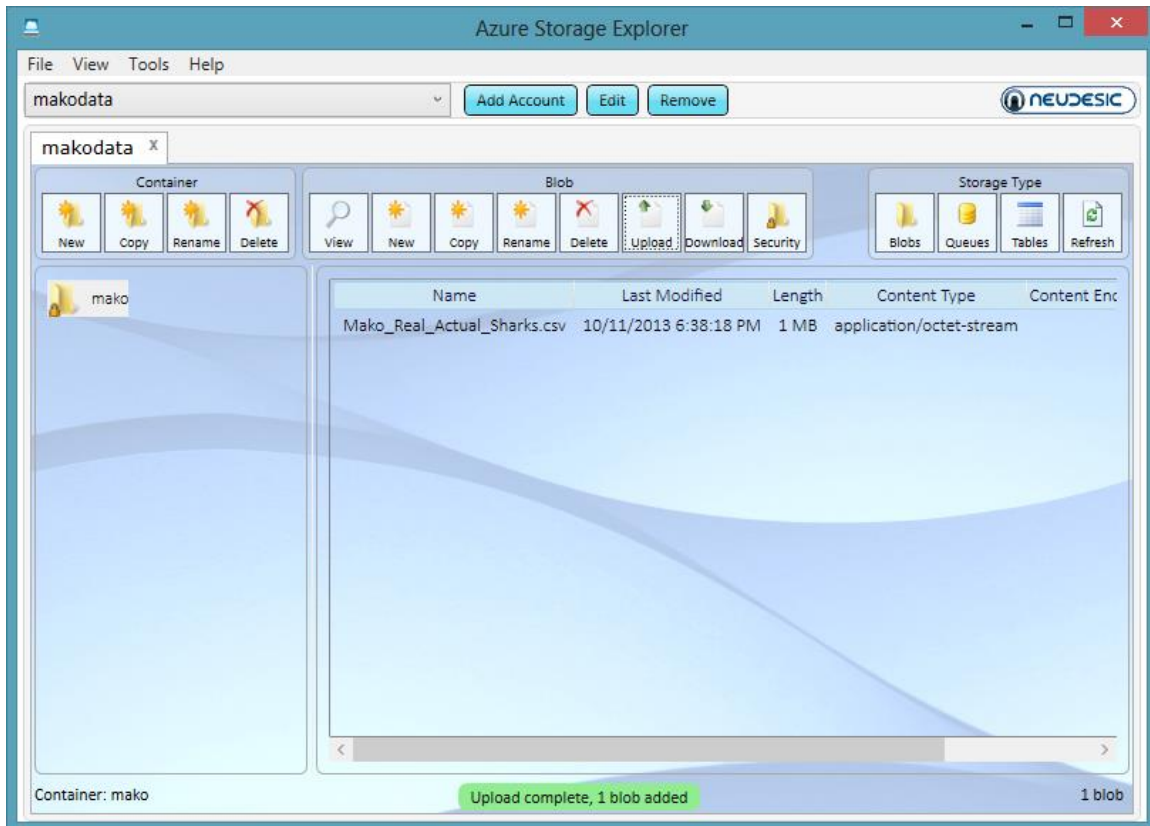 Azure Storage Explorer
File View Tools Help
makodata Add Account Edit Remove NEUDESIC
makodata x
Container Blob Storage Type
New Copy Rename Delete View New Copy Rename Delete Upload Download Security Blobs Queues Tables Refresh
mako
Name Last Modified Length Content Type Content Enc
Mako_Real_Actual_Sharks.csv 10/11/2013 6:38:18 PM 1 MB application/octet-stream
Container: mako Upload complete, 1 blob added 1 blob